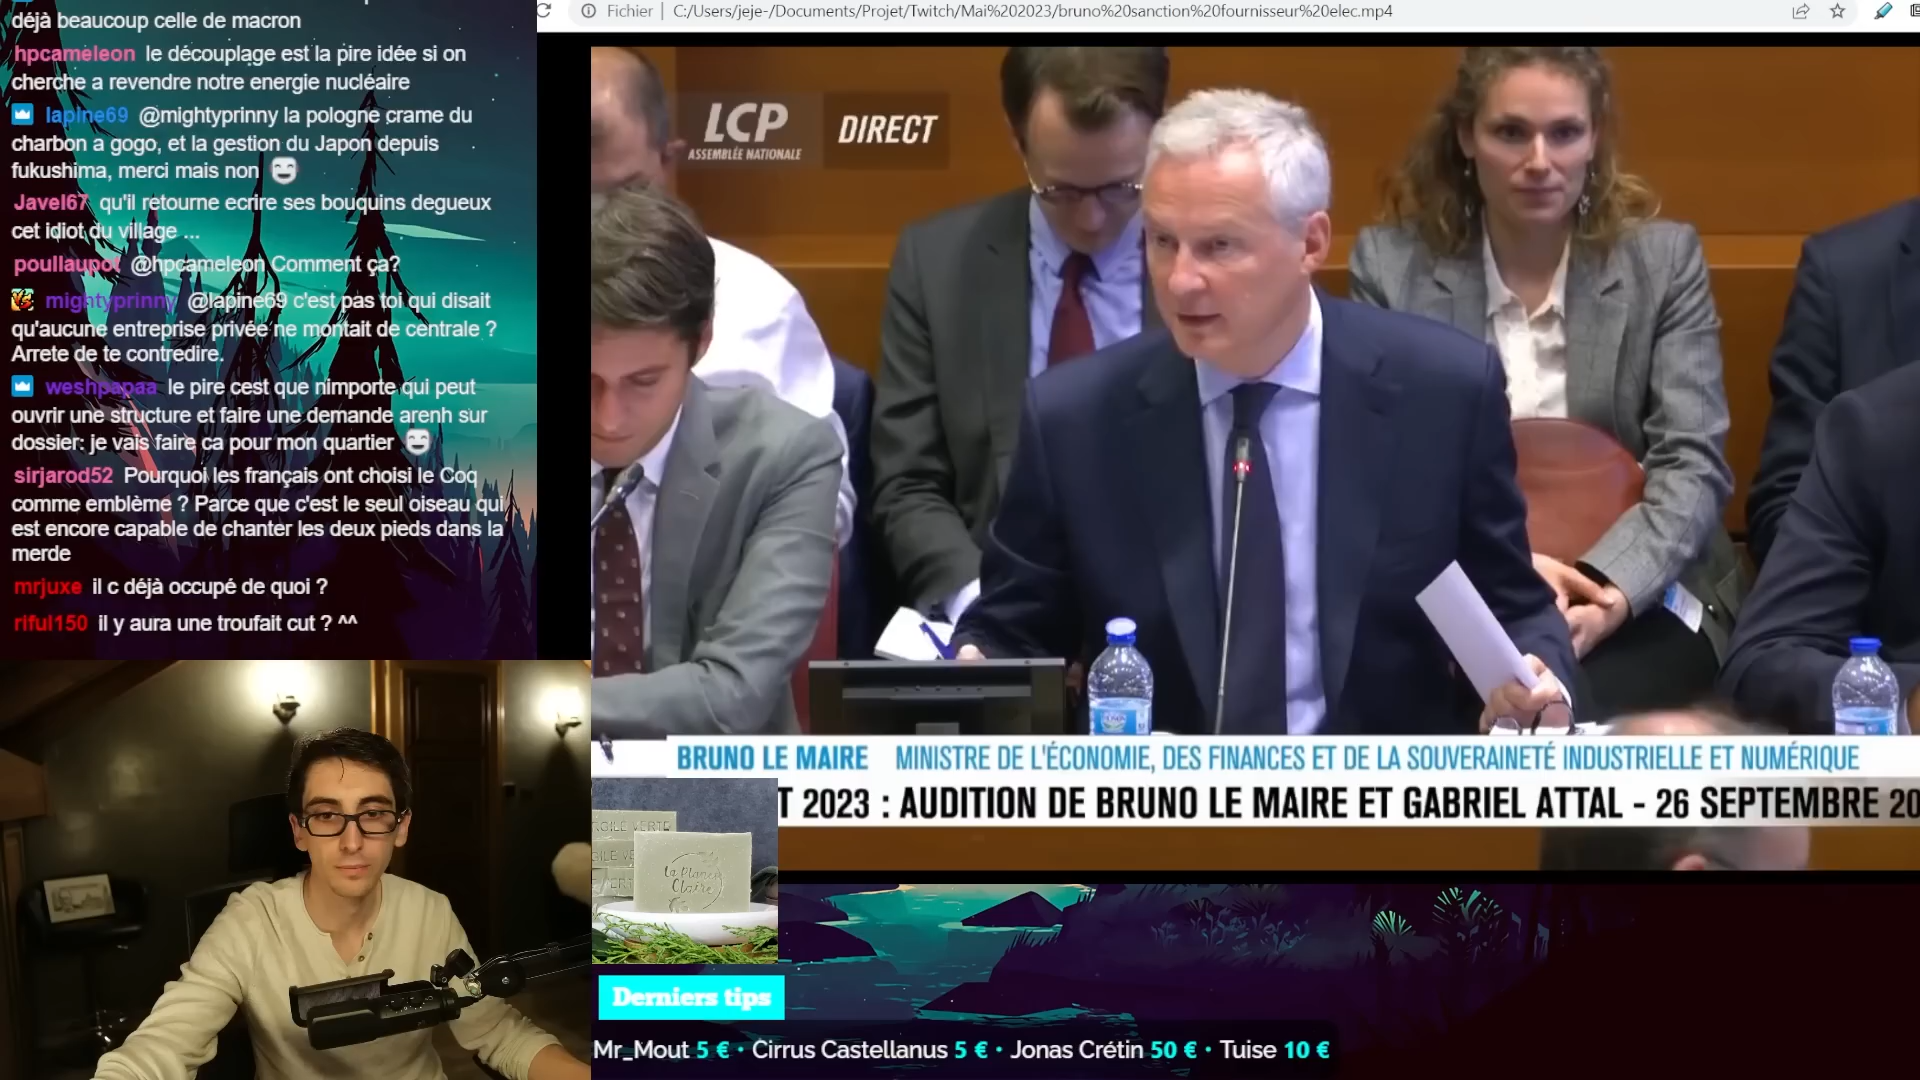 déjà beaucoup celle de macron
hpcameleon le découplage est la pire idée si on
cherche a revendre notre energie nucléaire
lapine69 @mightyprinny la pologne crame du
charbon a gogo, et la gestion du Japon depuis
fukushima, merci mais non
Javel67 qu'il retourne ecrire ses bouquins degueux
cet idiot du village ...
poullaupot @hpcameleon Comment ça?
mightyprinny @lapine69 c'est pas toi qui disait
qu'aucune entreprise privée ne montait de centrale ?
Arrete de te contredire.
weshpapaa le pire cest que nimporte qui peut
ouvrir une structure et faire une demande arenh sur
dossier: je vais faire ca pour mon quartier
sirjarod52 Pourquoi les français ont choisi le Coq
comme emblème ? Parce que c'est le seul oiseau qui
est encore capable de chanter les deux pieds dans la
merde
mrjuxe il c déjà occupé de quoi ?
riful150 il y aura une troufait cut ? ^^
Fichier | C:/Users/jeje-/Documents/Projet/Twitch/Mai%202023/bruno%20sanction%20fournisseur%20elec.mp4
LCP
ASSEMBLÉE NATIONALE
DIRECT
BRUNO LE MAIRE MINISTRE DE L'ÉCONOMIE, DES FINANCES ET DE LA SOUVERAINETÉ INDUSTRIELLE ET NUMÉRIQUE
T 2023 : AUDITION DE BRUNO LE MAIRE ET GABRIEL ATTAL - 26 SEPTEMBRE 20
VERTE
La Planète
Claire
Derniers tips
Mr_Mout 5 € · Cirrus Castellanus 5 € · Jonas Crétin 50 € · Tuise 10 €